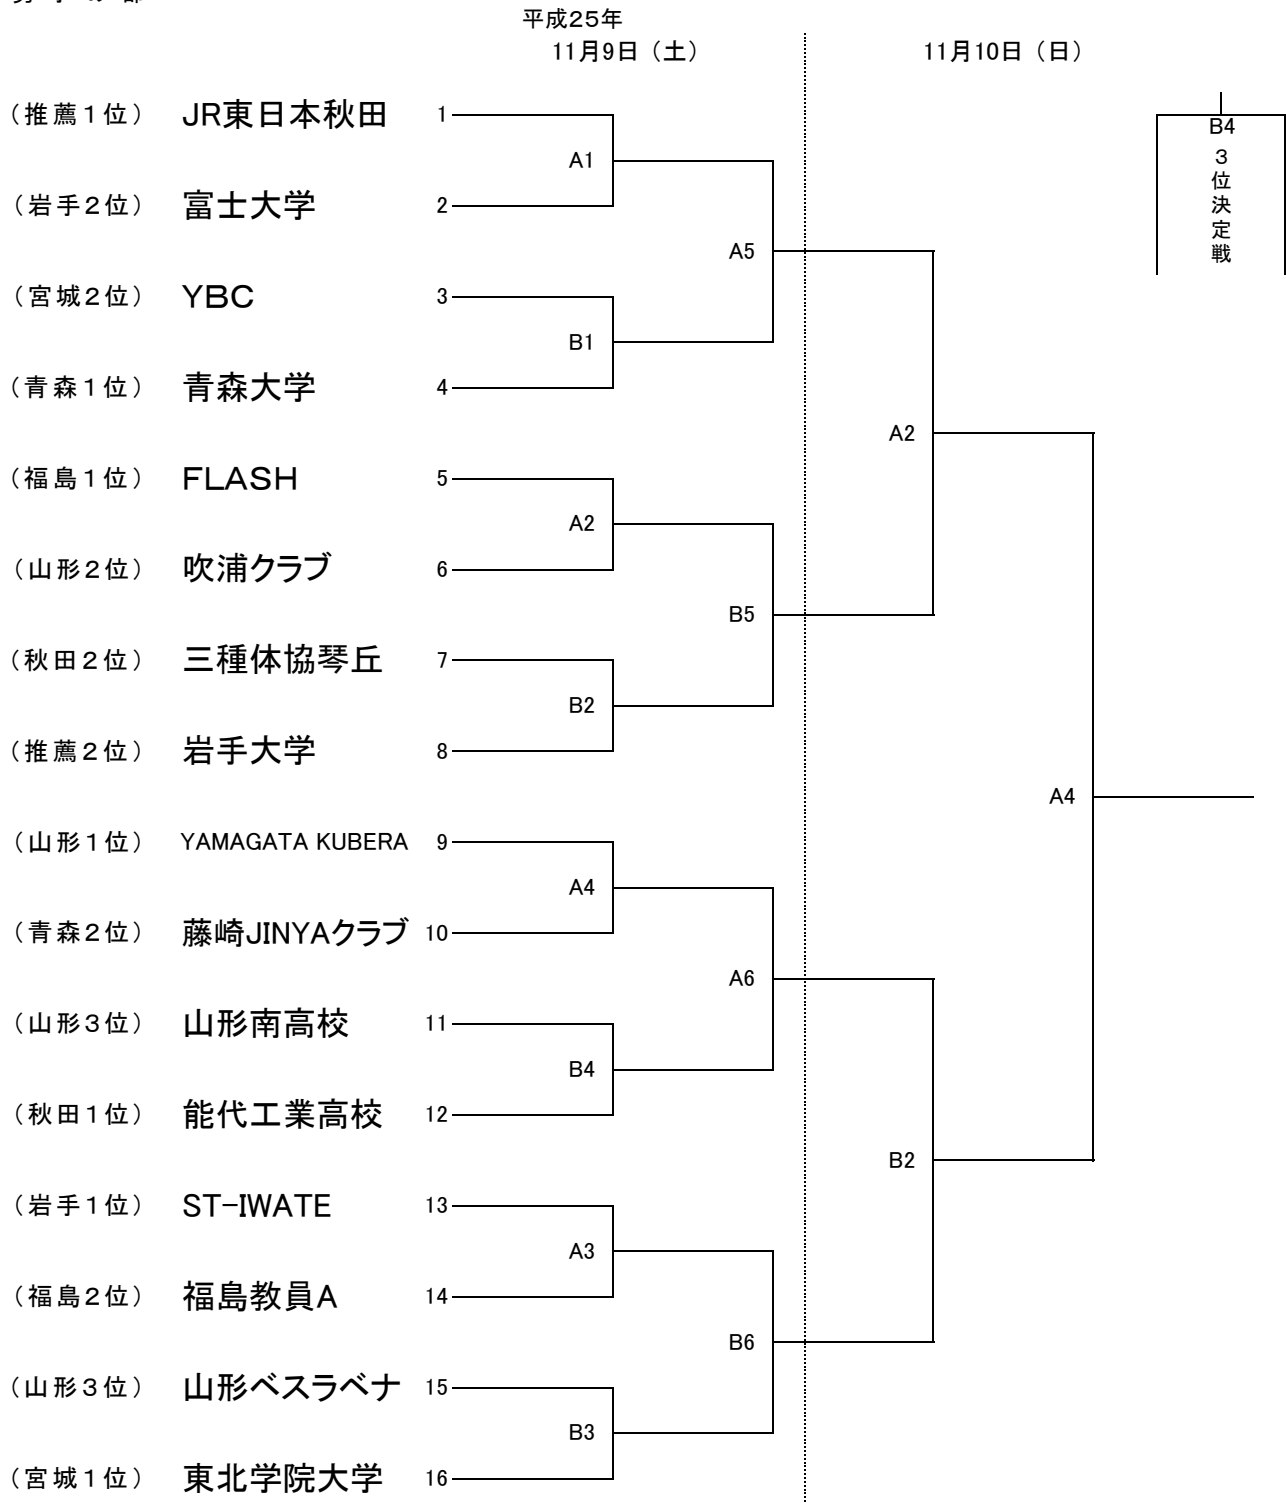 平成25年
11月9日（土）
11月10日（日）
（推薦１位） JR東日本秋田 1
A1
（岩手２位） 富士大学 2
A5
（宮城２位） YBC 3
B1
（青森１位） 青森大学 4
A2
（福島１位） FLASH 5
A2
（山形２位） 吹浦クラブ 6
B5
（秋田２位） 三種体協琴丘 7
B2
（推薦２位） 岩手大学 8
A4
（山形１位） YAMAGATA KUBERA 9
A4
（青森２位） 藤崎JINYAクラブ 10
A6
（山形３位） 山形南高校 11
B4
（秋田１位） 能代工業高校 12
B2
（岩手１位） ST-IWATE 13
A3
（福島２位） 福島教員A 14
B6
（山形３位） 山形ベスラベナ 15
B3
（宮城１位） 東北学院大学 16
B4
３位決定戦